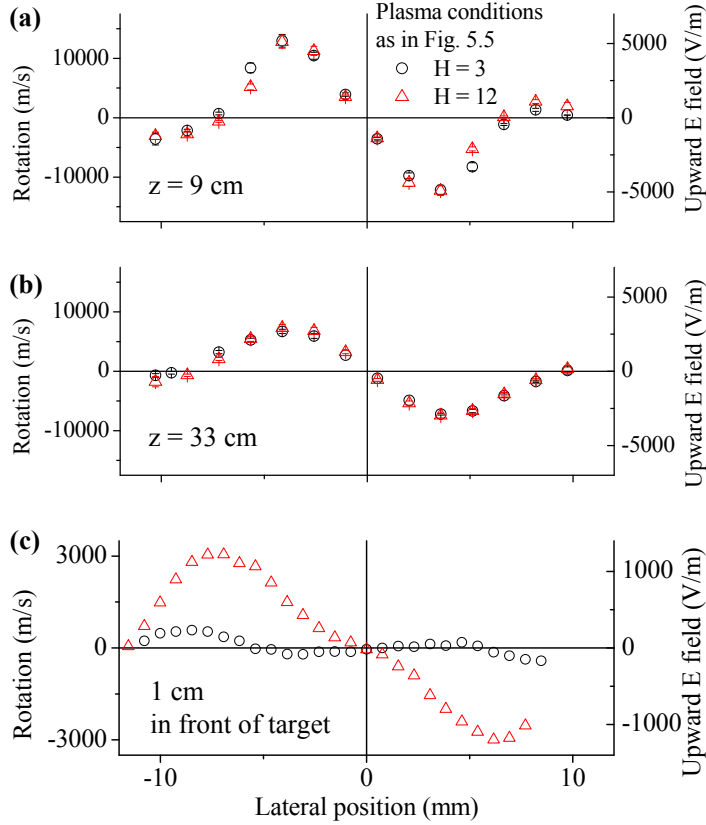 (a)
10000
0
-10000
Rotation (m/s)
z = 9 cm
Plasma conditions
as in Fig. 5.5
H = 3
H = 12
5000
0
-5000
Upward E field (V/m)
(b)
10000
0
-10000
Rotation (m/s)
z = 33 cm
5000
0
-5000
Upward E field (V/m)
(c)
3000
0
-3000
Rotation (m/s)
1 cm
in front of target
1000
0
-1000
Upward E field (V/m)
-10
0
10
Lateral position (mm)